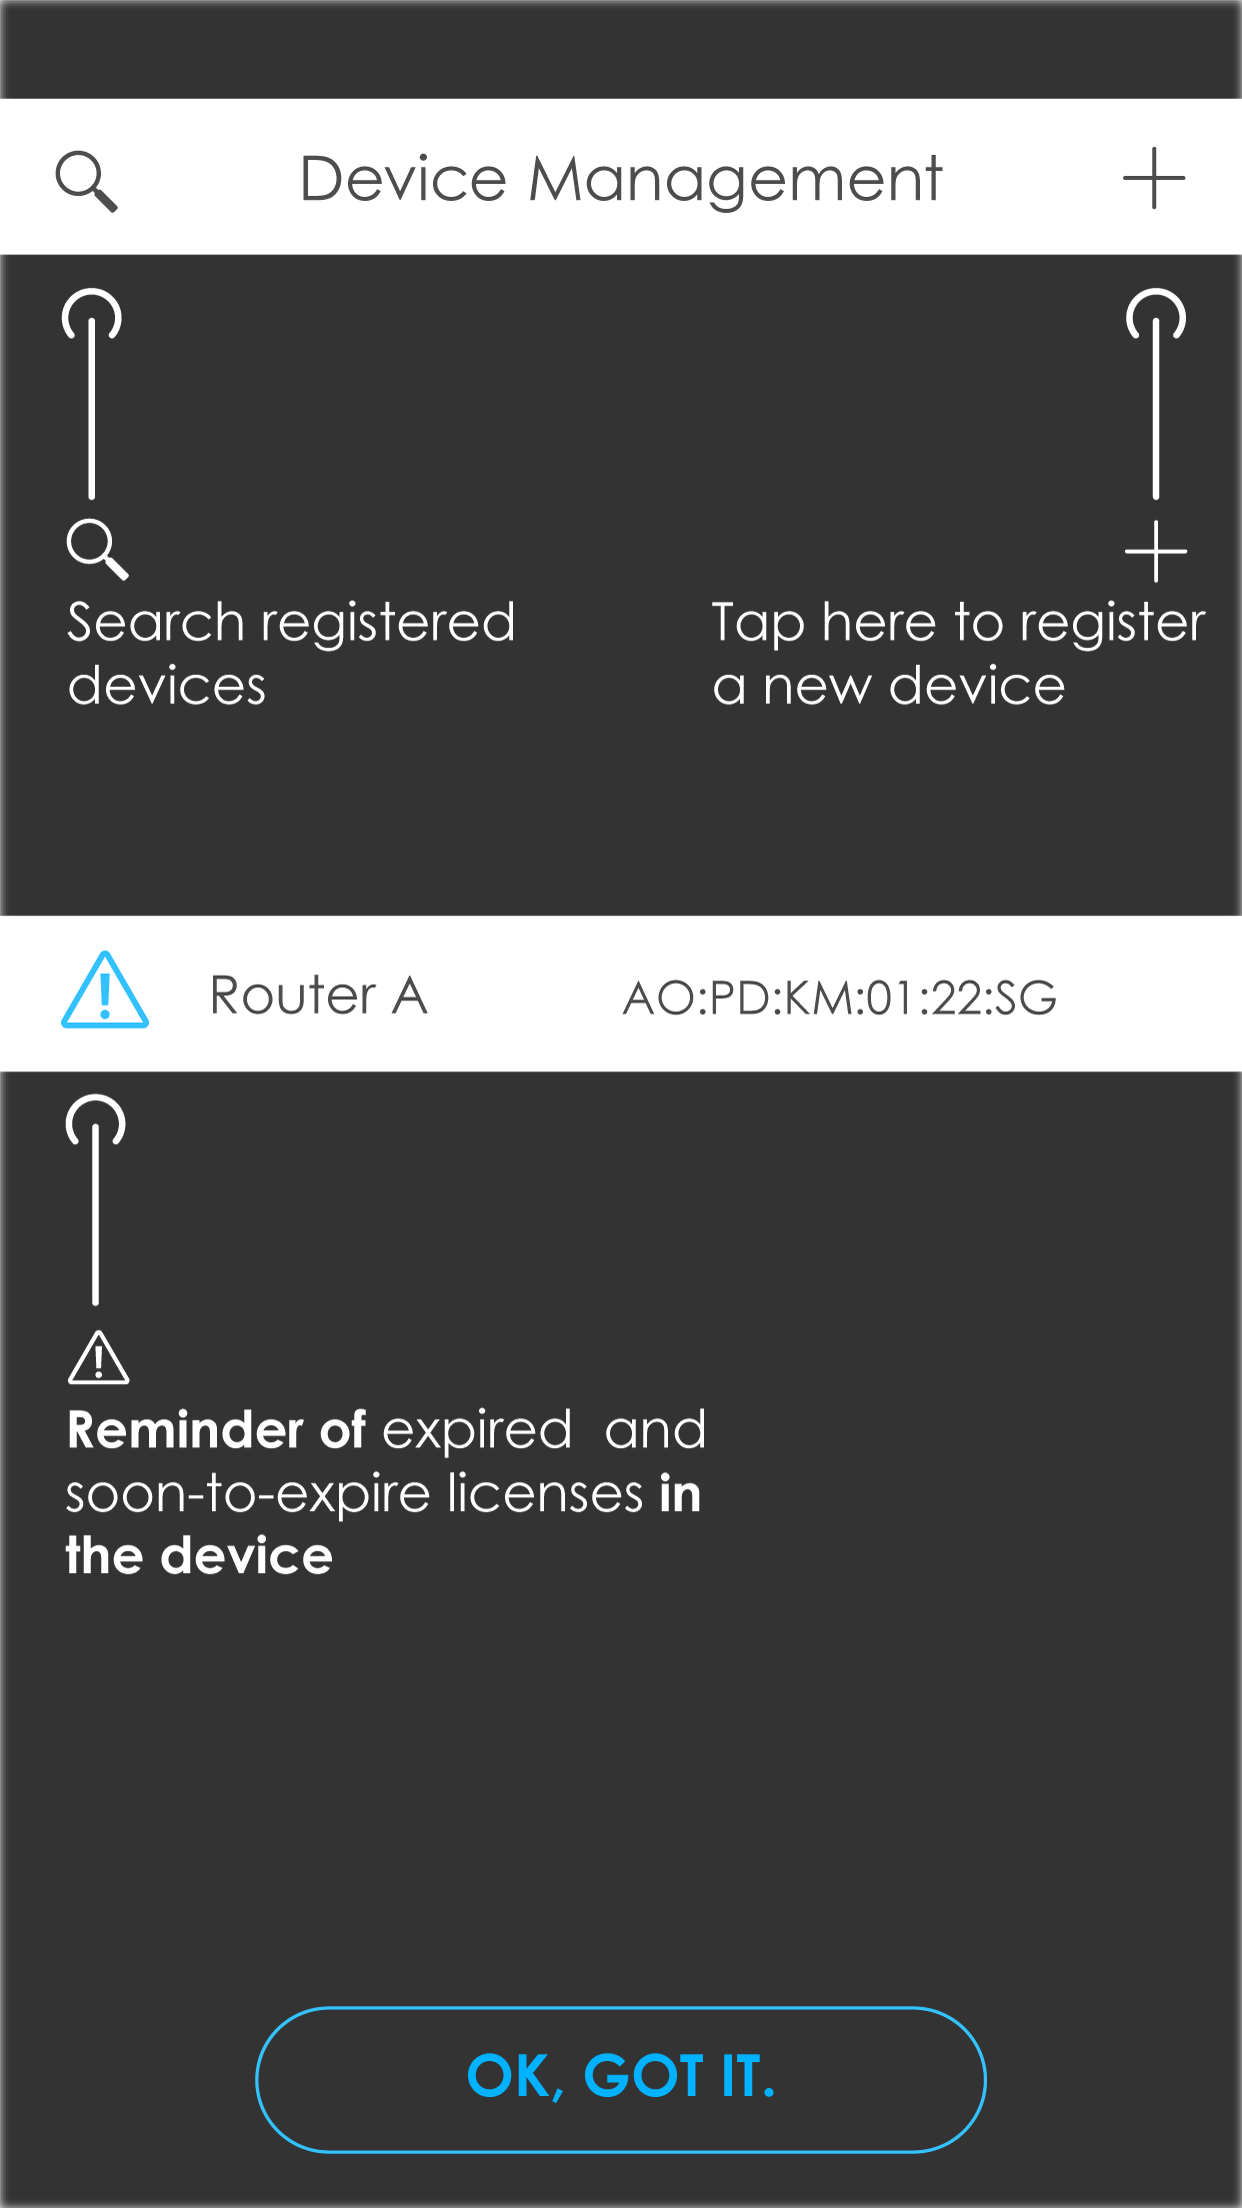 Device Management
Search registered
devices
Tap here to register
a new device
Router A AO:PD:KM:01:22:SG
Reminder of expired  and
soon-to-expire licenses in
the device
OK, GOT IT.